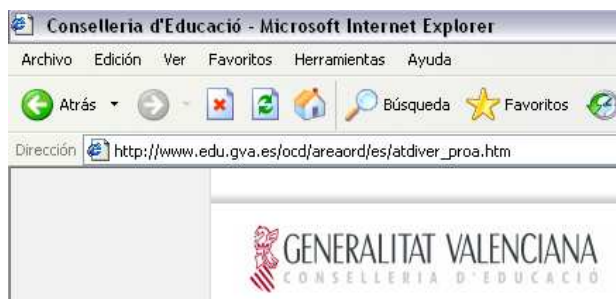 Conselleria d'Educació - Microsoft Internet Explorer
Archivo Edición Ver Favoritos Herramientas Ayuda
Atrás Búsqueda Favoritos
Dirección http://www.edu.gva.es/ocd/areaord/es/atdiver_proa.htm
GENERALITAT VALENCIANA
CONSELLERIA D'EDUCACIÓ